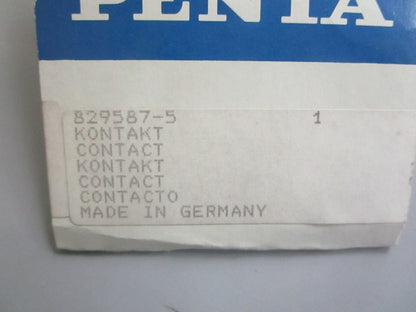 PENTA
829587-5 1
KONTAKT
CONTACT
KONTAKT
CONTACT
CONTACTO
MADE IN GERMANY